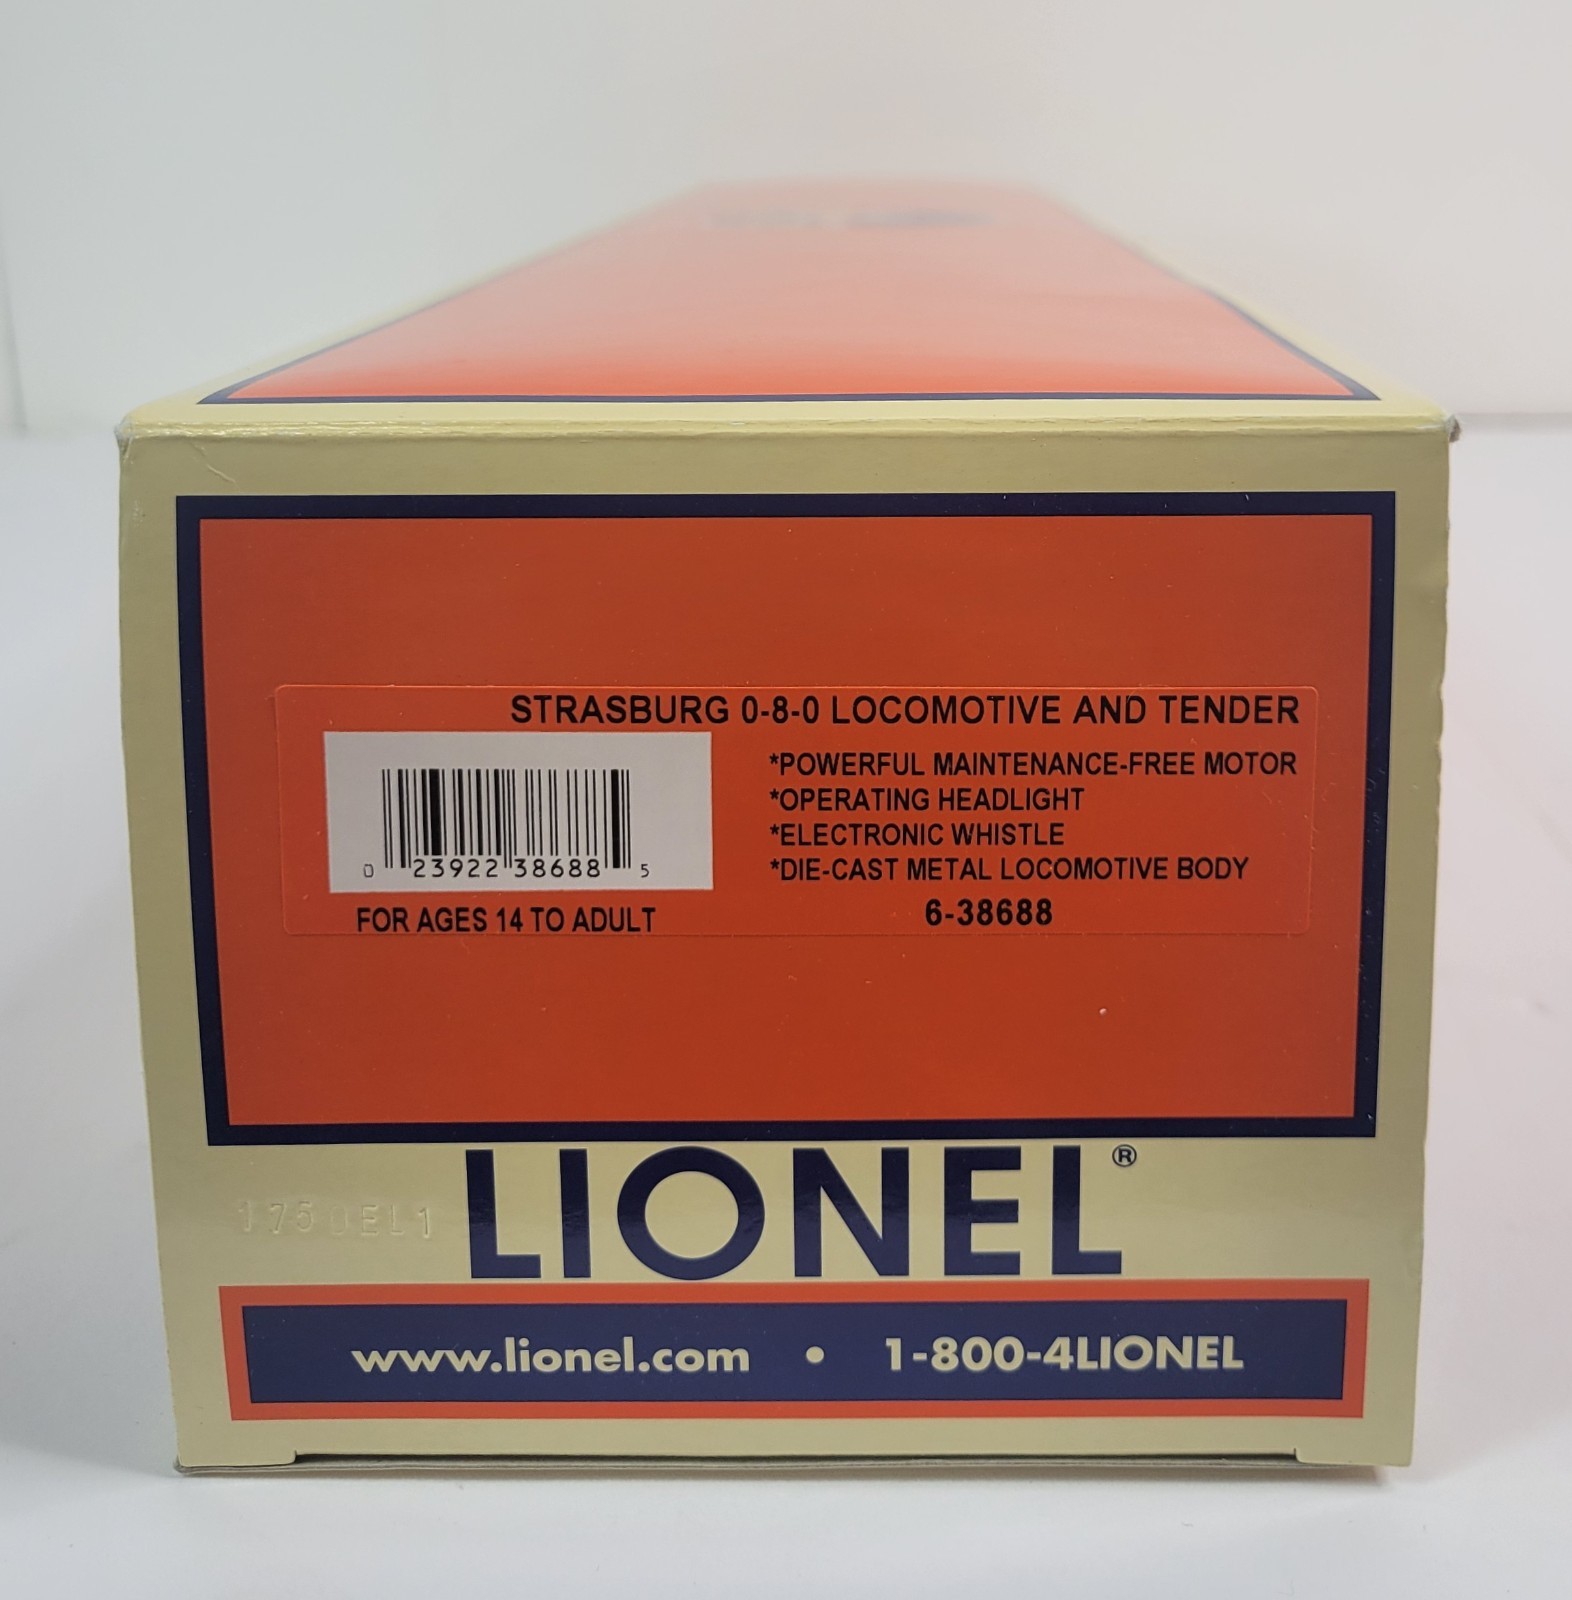 STRASBURG 0-8-0 LOCOMOTIVE AND TENDER
*POWERFUL MAINTENANCE-FREE MOTOR
*OPERATING HEADLIGHT
*ELECTRONIC WHISTLE
*DIE-CAST METAL LOCOMOTIVE BODY
6-38688
0 23922 38688 5
FOR AGES 14 TO ADULT
LIONEL®
1750EL1
www.lionel.com • 1-800-4LIONEL